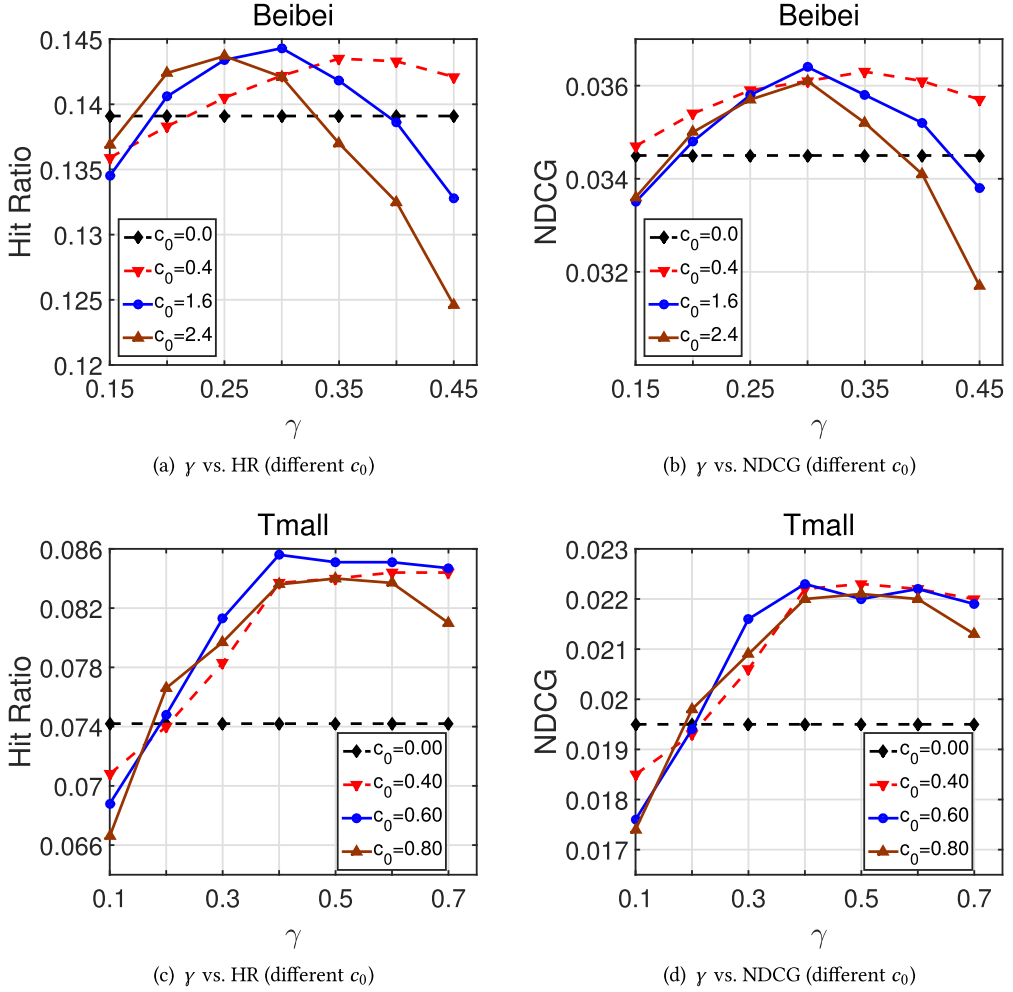 Beibei
Hit Ratio
0.145
0.14
0.135
0.13
0.125
0.12
c0=0.0
c0=0.4
c0=1.6
c0=2.4
0.15
0.25
0.35
0.45
γ
(a) γ vs. HR (different c0)
Beibei
NDCG
0.036
0.034
0.032
c0=0.0
c0=0.4
c0=1.6
c0=2.4
0.15
0.25
0.35
0.45
γ
(b) γ vs. NDCG (different c0)
Tmall
Hit Ratio
0.086
0.082
0.078
0.074
0.07
0.066
c0=0.00
c0=0.40
c0=0.60
c0=0.80
0.1
0.3
0.5
0.7
γ
(c) γ vs. HR (different c0)
Tmall
NDCG
0.023
0.022
0.021
0.02
0.019
0.018
0.017
c0=0.00
c0=0.40
c0=0.60
c0=0.80
0.1
0.3
0.5
0.7
γ
(d) γ vs. NDCG (different c0)